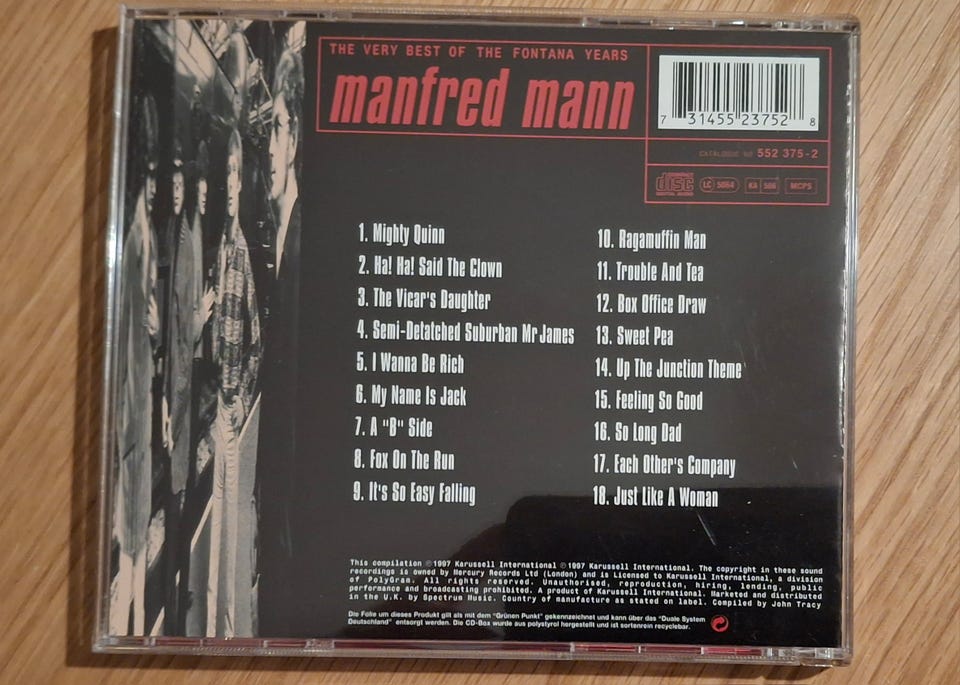 THE VERY BEST OF THE FONTANA YEARS
manfred mann
7 31455 23752 8
CATALOGUE NO 552 375-2
COMPACT disc DIGITAL AUDIO LC 5064 KA 566 MCPS
1. Mighty Quinn
2. Ha! Ha! Said The Clown
3. The Vicar's Daughter
4. Semi-Detatched Suburban Mr James
5. I Wanna Be Rich
6. My Name Is Jack
7. A "B" Side
8. Fox On The Run
9. It's So Easy Falling
10. Ragamuffin Man
11. Trouble And Tea
12. Box Office Draw
13. Sweet Pea
14. Up The Junction Theme
15. Feeling So Good
16. So Long Dad
17. Each Other's Company
18. Just Like A Woman
This compilation ℗1997 Karussell International ©1997 Karussell International. The copyright in these sound
recordings is owned by Mercury Records Ltd (London) and is Licensed to Karussell International, a division
of PolyGram. All rights reserved. Unauthorised, reproduction, hiring, lending, public
performance and broadcasting prohibited. A product of Karussell International. Marketed and distributed
in the U.K. by Spectrum Music. Country of manufacture as stated on label. Compiled by John Tracy
Die Folie um dieses Produkt gilt als mit dem "Grünen Punkt" gekennzeichnet und kann über das "Duale System
Deutschland" entsorgt werden. Die CD-Box wurde aus polystyrol hergestellt und ist sortenrein recyclebar.